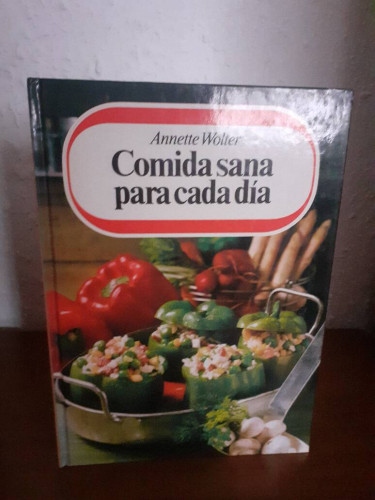 Annette Wolter
Comida sana
para cada día